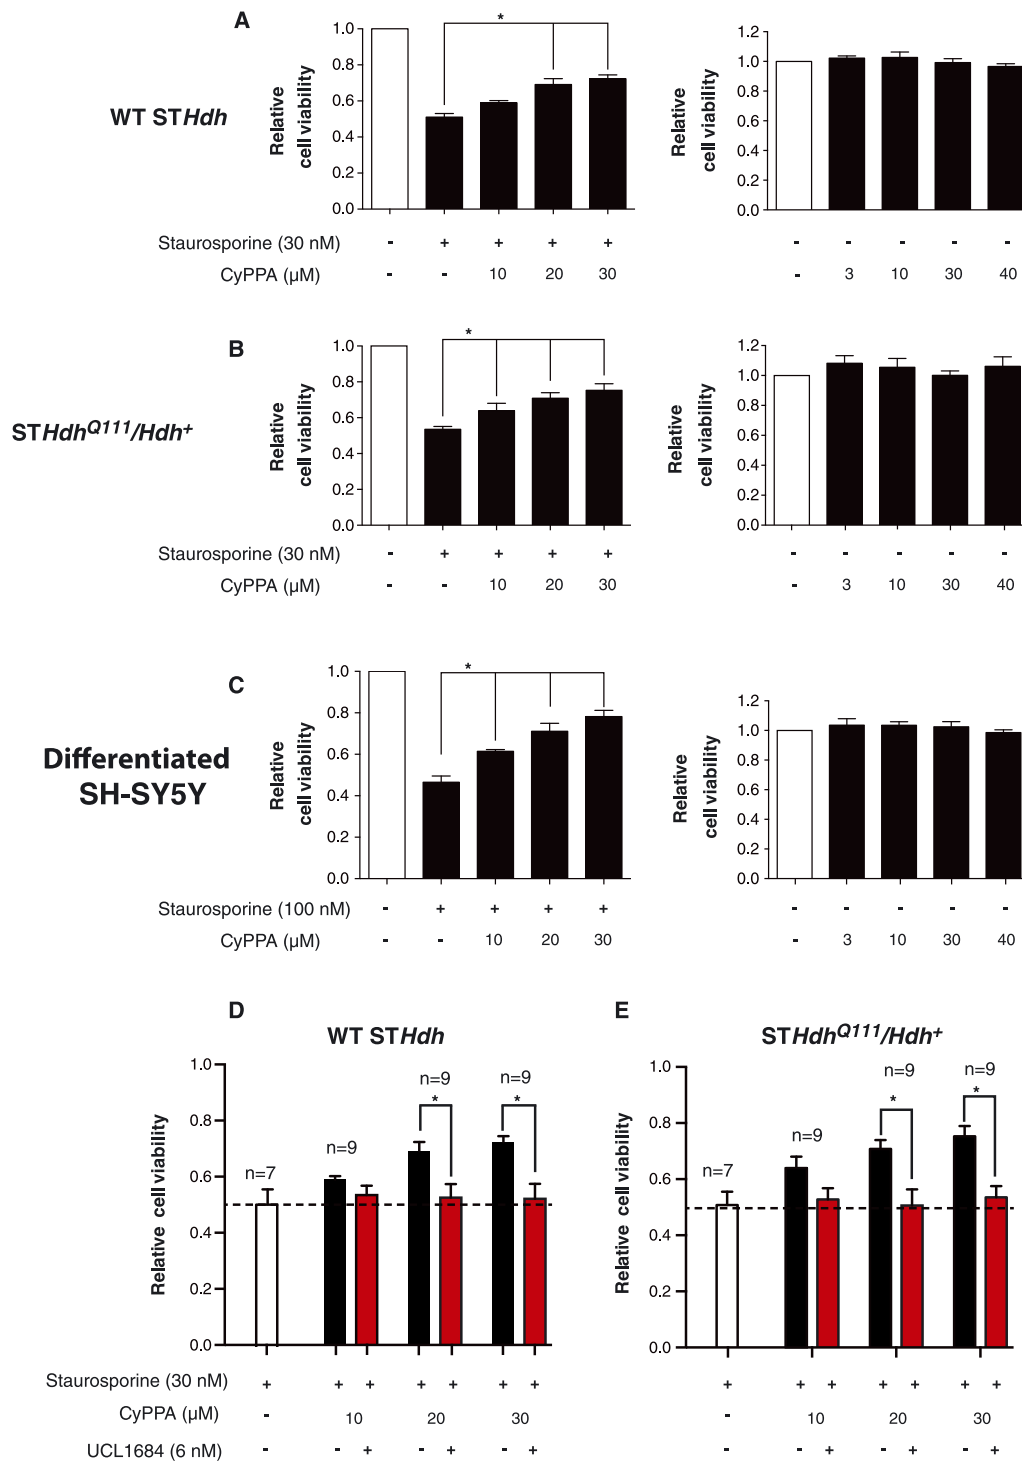 A
WT STHdh
Relative
cell viability
1.0
0.8
0.6
0.4
0.2
0.0
*
Staurosporine (30 nM) - + + + +
CyPPA (µM) - - 10 20 30
Relative
cell viability
1.2
1.0
0.8
0.6
0.4
0.2
0.0
- - - - -
- 3 10 30 40
B
STHdhQ111/Hdh+
Relative
cell viability
1.0
0.8
0.6
0.4
0.2
0.0
*
Staurosporine (30 nM) - + + + +
CyPPA (µM) - - 10 20 30
Relative
cell viability
1.2
1.0
0.8
0.6
0.4
0.2
0.0
- - - - -
- 3 10 30 40
C
Differentiated
SH-SY5Y
Relative
cell viability
1.0
0.8
0.6
0.4
0.2
0.0
*
Staurosporine (100 nM) - + + + +
CyPPA (µM) - - 10 20 30
Relative
cell viability
1.2
1.0
0.8
0.6
0.4
0.2
0.0
- - - - -
- 3 10 30 40
D
WT STHdh
Relative cell viability
1.0
0.8
0.6
0.4
0.2
0.0
n=7
n=9
n=9
*
n=9
*
Staurosporine (30 nM) + + + + + + +
CyPPA (µM) - 10 20 30
UCL1684 (6 nM) - - + - + - +
E
STHdhQ111/Hdh+
Relative cell viability
1.0
0.8
0.6
0.4
0.2
0.0
n=7
n=9
n=9
*
n=9
*
+ + + + + + +
- 10 20 30
- - + - + - +